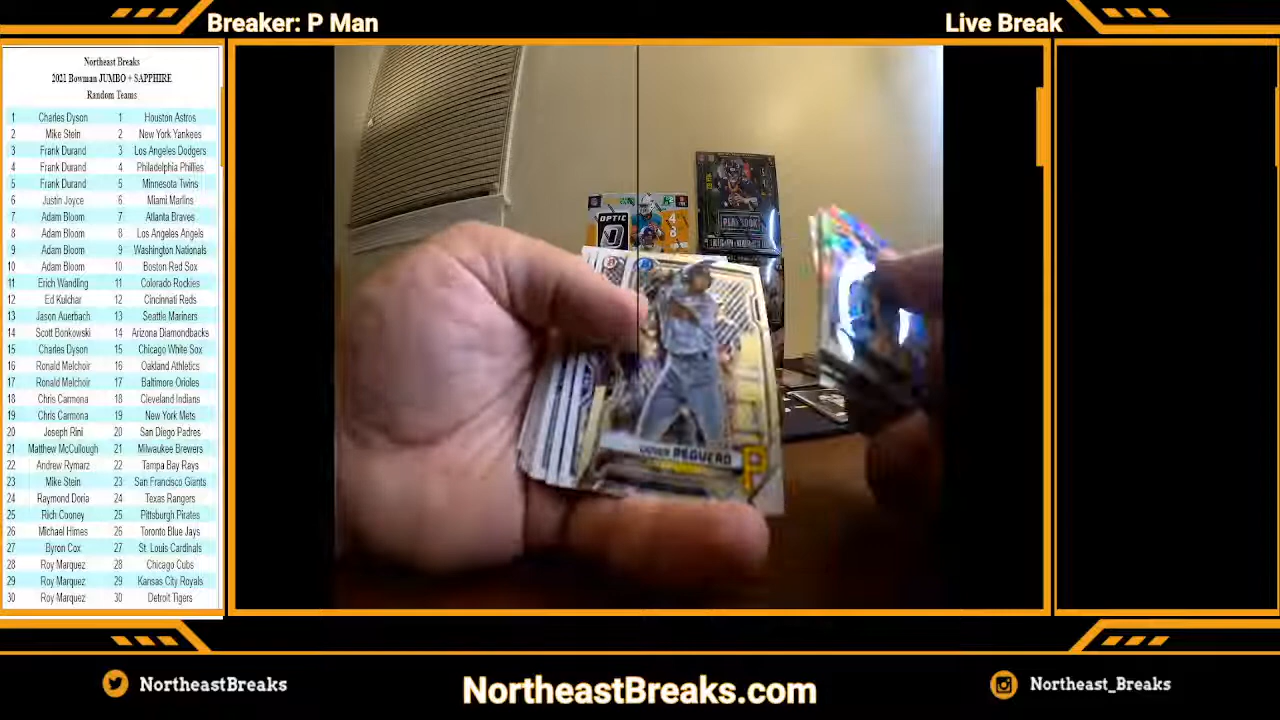 Breaker: P Man
Live Break
Northeast Breaks
2021 Bowman JUMBO + SAPPHIRE
Random Teams
1 Charles Dyson 1 Houston Astros
2 Mike Stein 2 New York Yankees
3 Frank Durand 3 Los Angeles Dodgers
4 Frank Durand 4 Philadelphia Phillies
5 Frank Durand 5 Minnesota Twins
6 Justin Joyce 6 Miami Marlins
7 Adam Bloom 7 Atlanta Braves
8 Adam Bloom 8 Los Angeles Angels
9 Adam Bloom 9 Washington Nationals
10 Adam Bloom 10 Boston Red Sox
11 Erich Wandling 11 Colorado Rockies
12 Ed Kulchar 12 Cincinnati Reds
13 Jason Auerbach 13 Seattle Mariners
14 Scott Bonkowski 14 Arizona Diamondbacks
15 Charles Dyson 15 Chicago White Sox
16 Ronald Melchoir 16 Oakland Athletics
17 Ronald Melchoir 17 Baltimore Orioles
18 Chris Carmona 18 Cleveland Indians
19 Chris Carmona 19 New York Mets
20 Joseph Rini 20 San Diego Padres
21 Matthew McCullough 21 Milwaukee Brewers
22 Andrew Rymarz 22 Tampa Bay Rays
23 Mike Stein 23 San Francisco Giants
24 Raymond Doria 24 Texas Rangers
25 Rich Cooney 25 Pittsburgh Pirates
26 Michael Himes 26 Toronto Blue Jays
27 Byron Cox 27 St. Louis Cardinals
28 Roy Marquez 28 Chicago Cubs
29 Roy Marquez 29 Kansas City Royals
30 Roy Marquez 30 Detroit Tigers
OPTIC
PLAYBOOK
PEGUERO
P
NortheastBreaks
NortheastBreaks.com
Northeast_Breaks